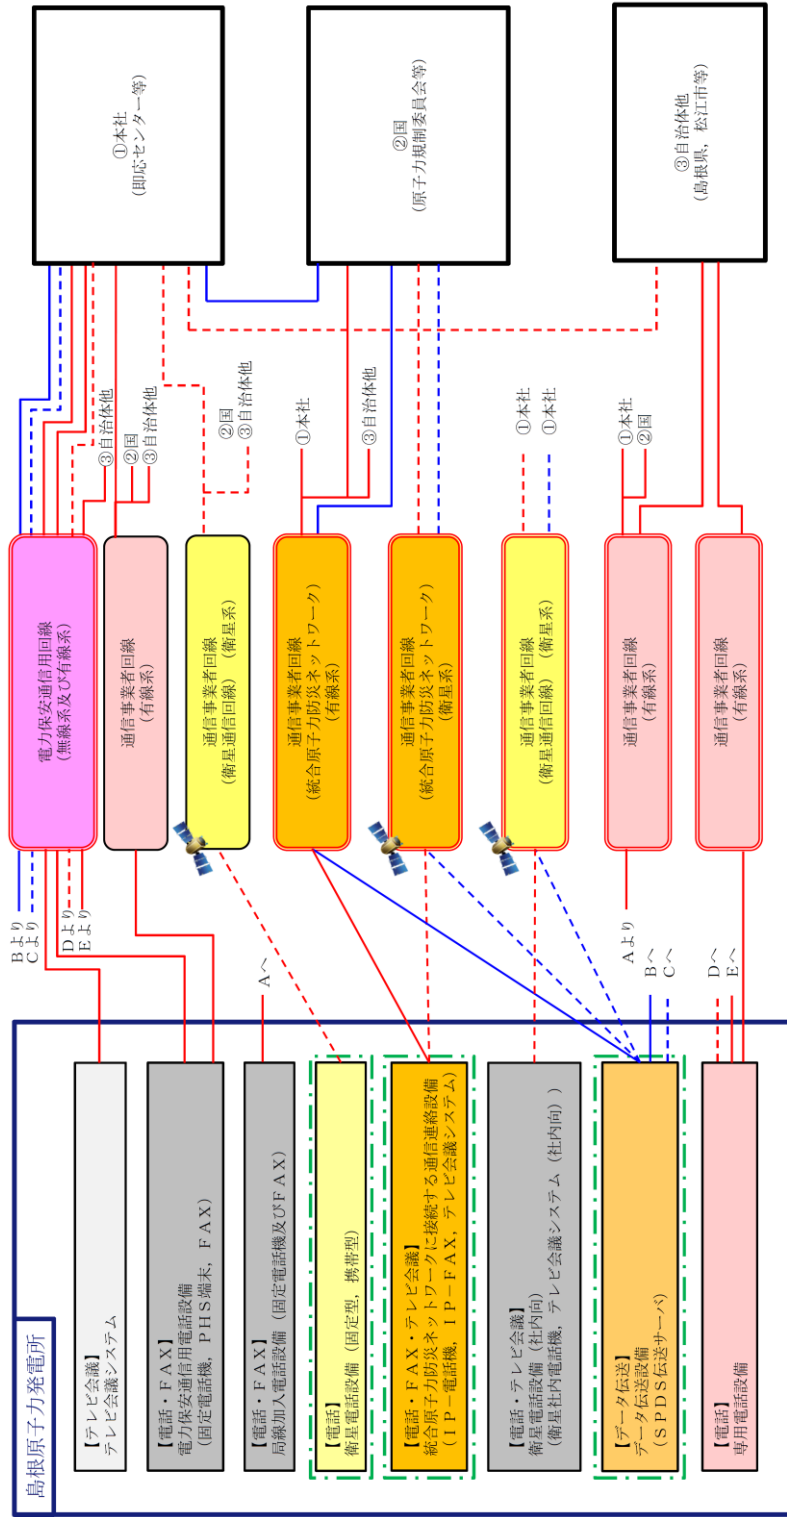 島根原子力発電所
【テレビ会議】
テレビ会議システム
【電話・FAX】
電力保安通信用電話設備
(固定電話機, PHS端末, FAX)
【電話・FAX】
局線加入電話設備 (固定電話機及びFAX)
【電話】
衛星電話設備 (固定型, 携帯型)
【電話・FAX・テレビ会議】
統合原子力防災ネットワークに接続する通信連絡設備
(IP-電話機, IP-FAX, テレビ会議システム)
【電話・テレビ会議】
衛星電話設備 (社内向)
(衛星社内電話機, テレビ会議システム (社内向))
【データ伝送】
データ伝送設備
(SPDS伝送サーバ)
【電話】
専用電話設備
Aへ
Bへ
Cへ
Dへ
Eへ
Bより
Cより
Dより
Eより
Aより
電力保安通信用回線
(無線系及び有線系)
通信事業者回線
(有線系)
通信事業者回線
(衛星通信回線) (衛星系)
通信事業者回線
(統合原子力防災ネットワーク)
(有線系)
通信事業者回線
(統合原子力防災ネットワーク)
(衛星系)
通信事業者回線
(衛星通信回線) (衛星系)
通信事業者回線
(有線系)
通信事業者回線
(有線系)
③自治体他
②国
③自治体他
②国
③自治体他
①本社
③自治体他
①本社
①本社
①本社
②国
①本社
(即応センター等)
②国
(原子力規制委員会等)
③自治体他
(島根県, 松江市等)